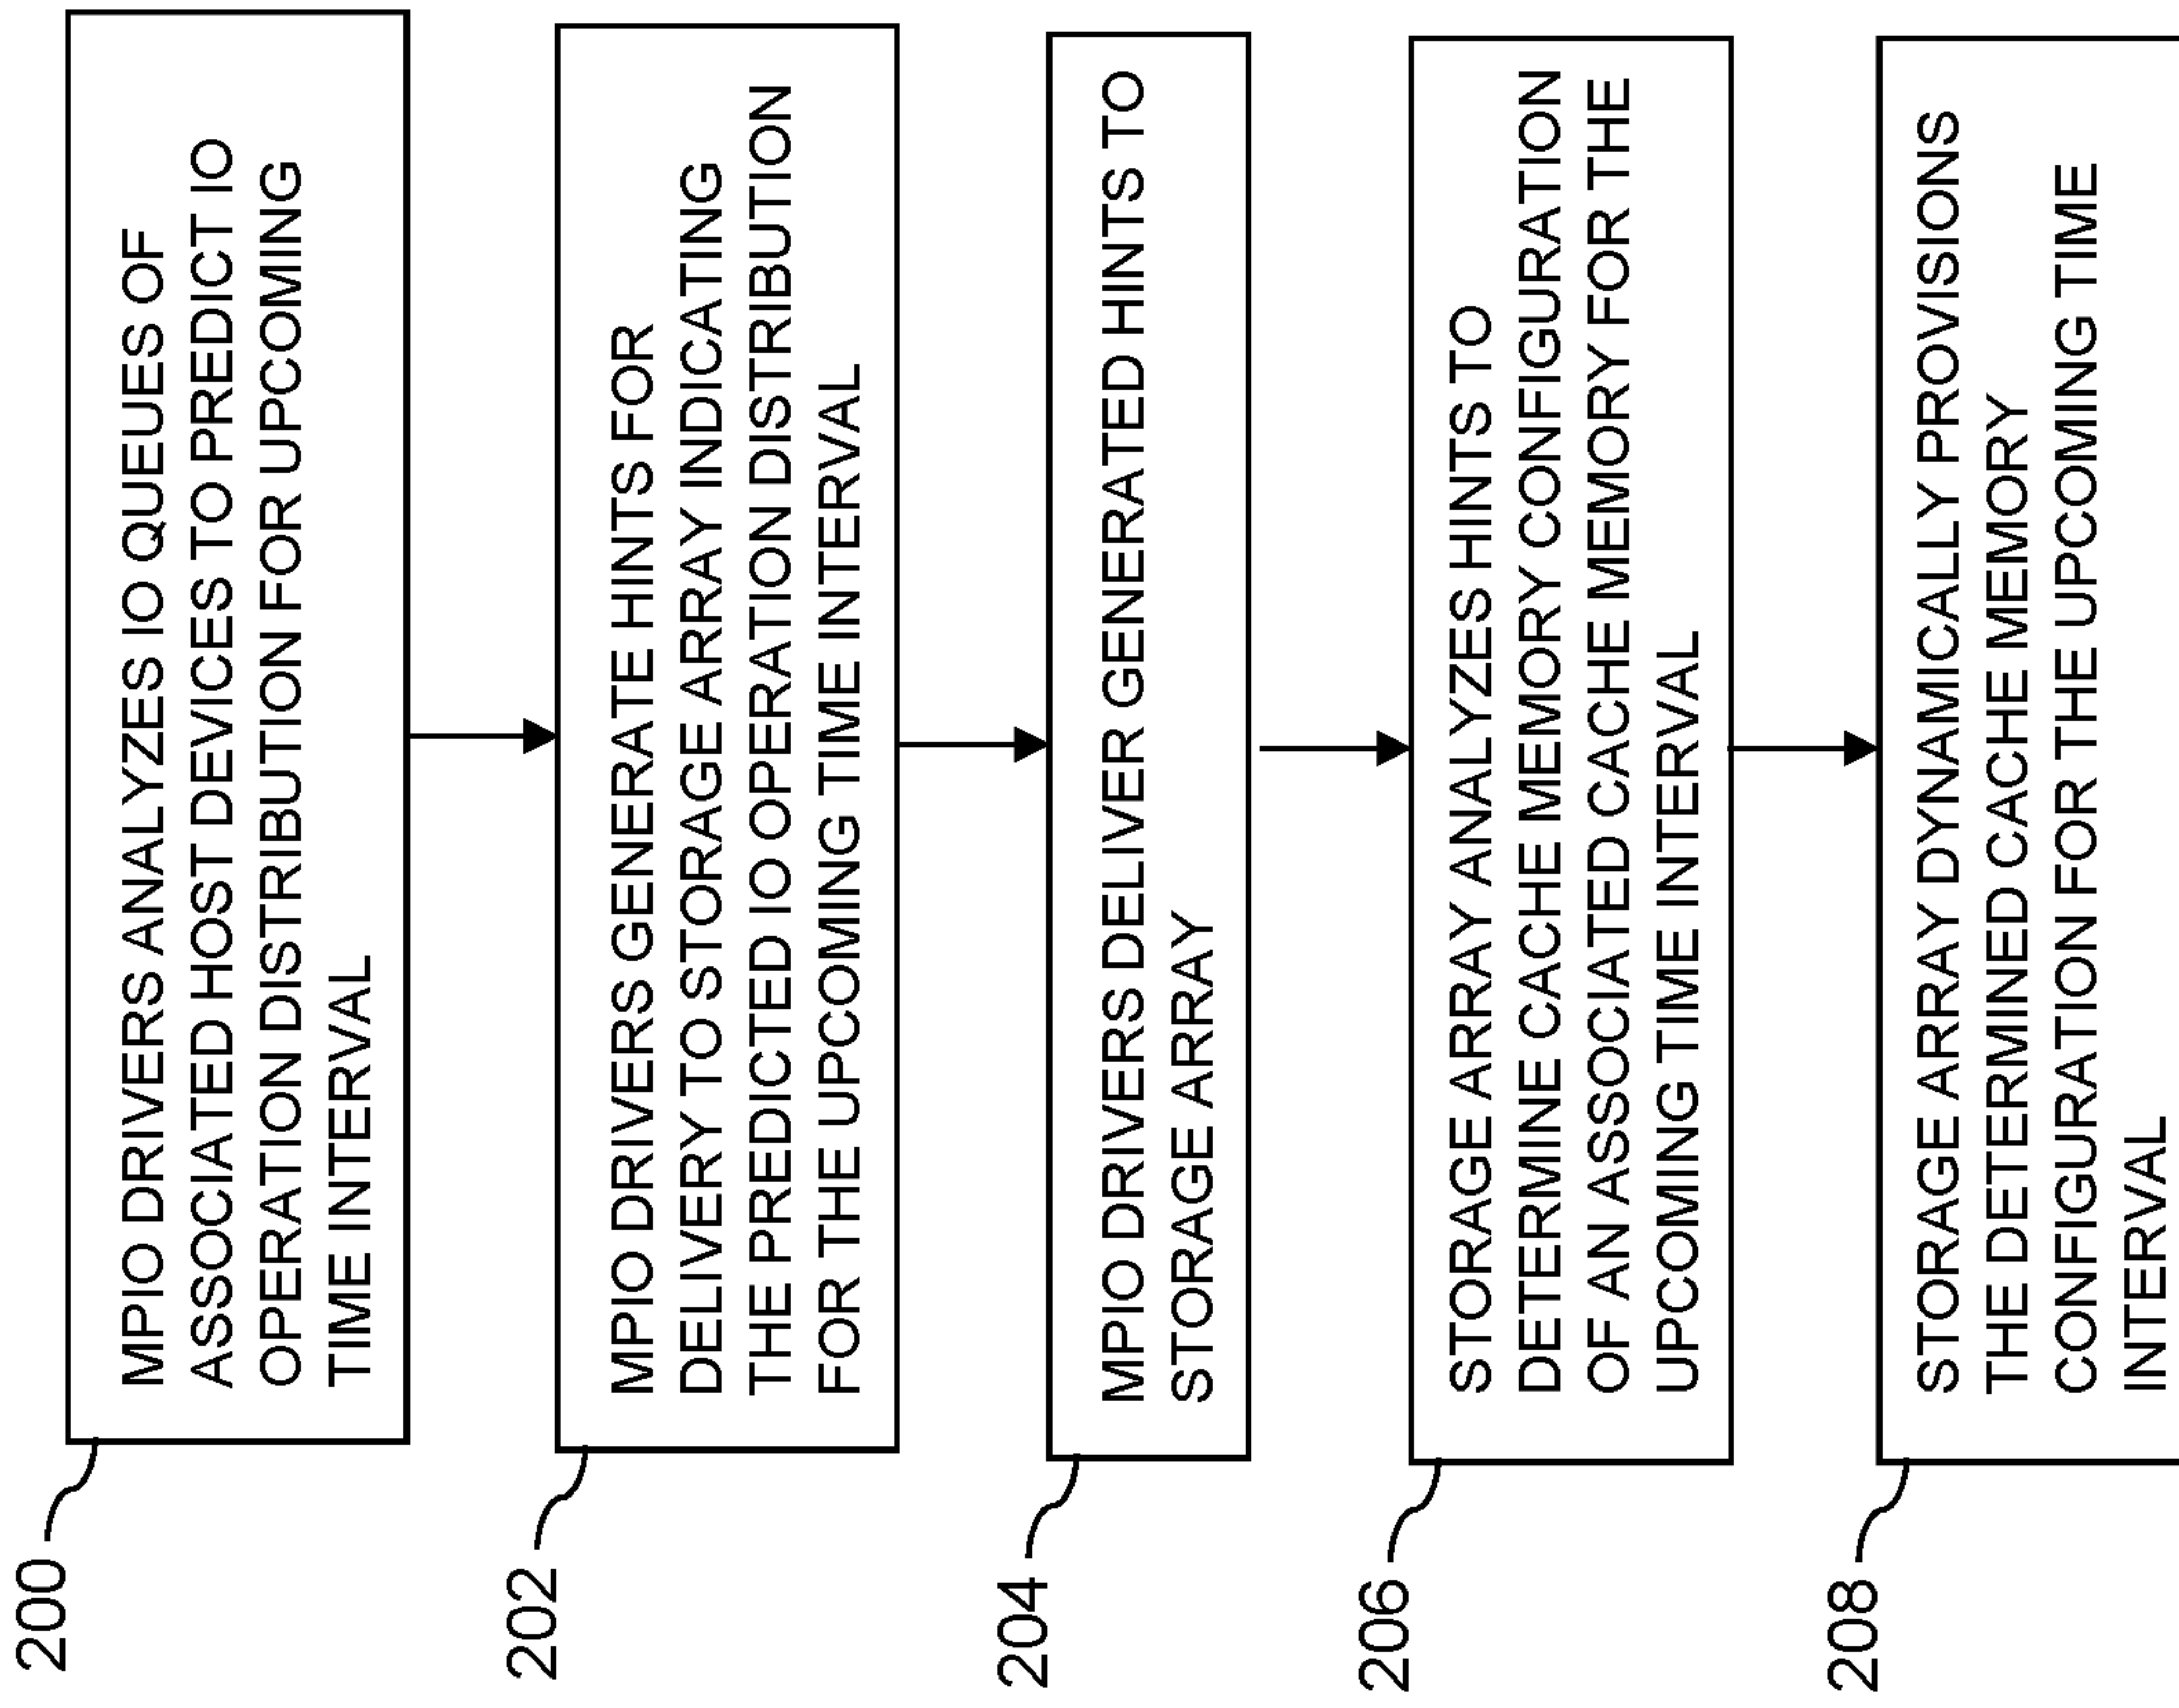 200
MPIO DRIVERS ANALYZES IO QUEUES OF
ASSOCIATED HOST DEVICES TO PREDICT IO
OPERATION DISTRIBUTION FOR UPCOMING
TIME INTERVAL
202
MPIO DRIVERS GENERATE HINTS FOR
DELIVERY TO STORAGE ARRAY INDICATING
THE PREDICTED IO OPERATION DISTRIBUTION
FOR THE UPCOMING TIME INTERVAL
204
MPIO DRIVERS DELIVER GENERATED HINTS TO
STORAGE ARRAY
206
STORAGE ARRAY ANALYZES HINTS TO
DETERMINE CACHE MEMORY CONFIGURATION
OF AN ASSOCIATED CACHE MEMORY FOR THE
UPCOMING TIME INTERVAL
208
STORAGE ARRAY DYNAMICALLY PROVISIONS
THE DETERMINED CACHE MEMORY
CONFIGURATION FOR THE UPCOMING TIME
INTERVAL